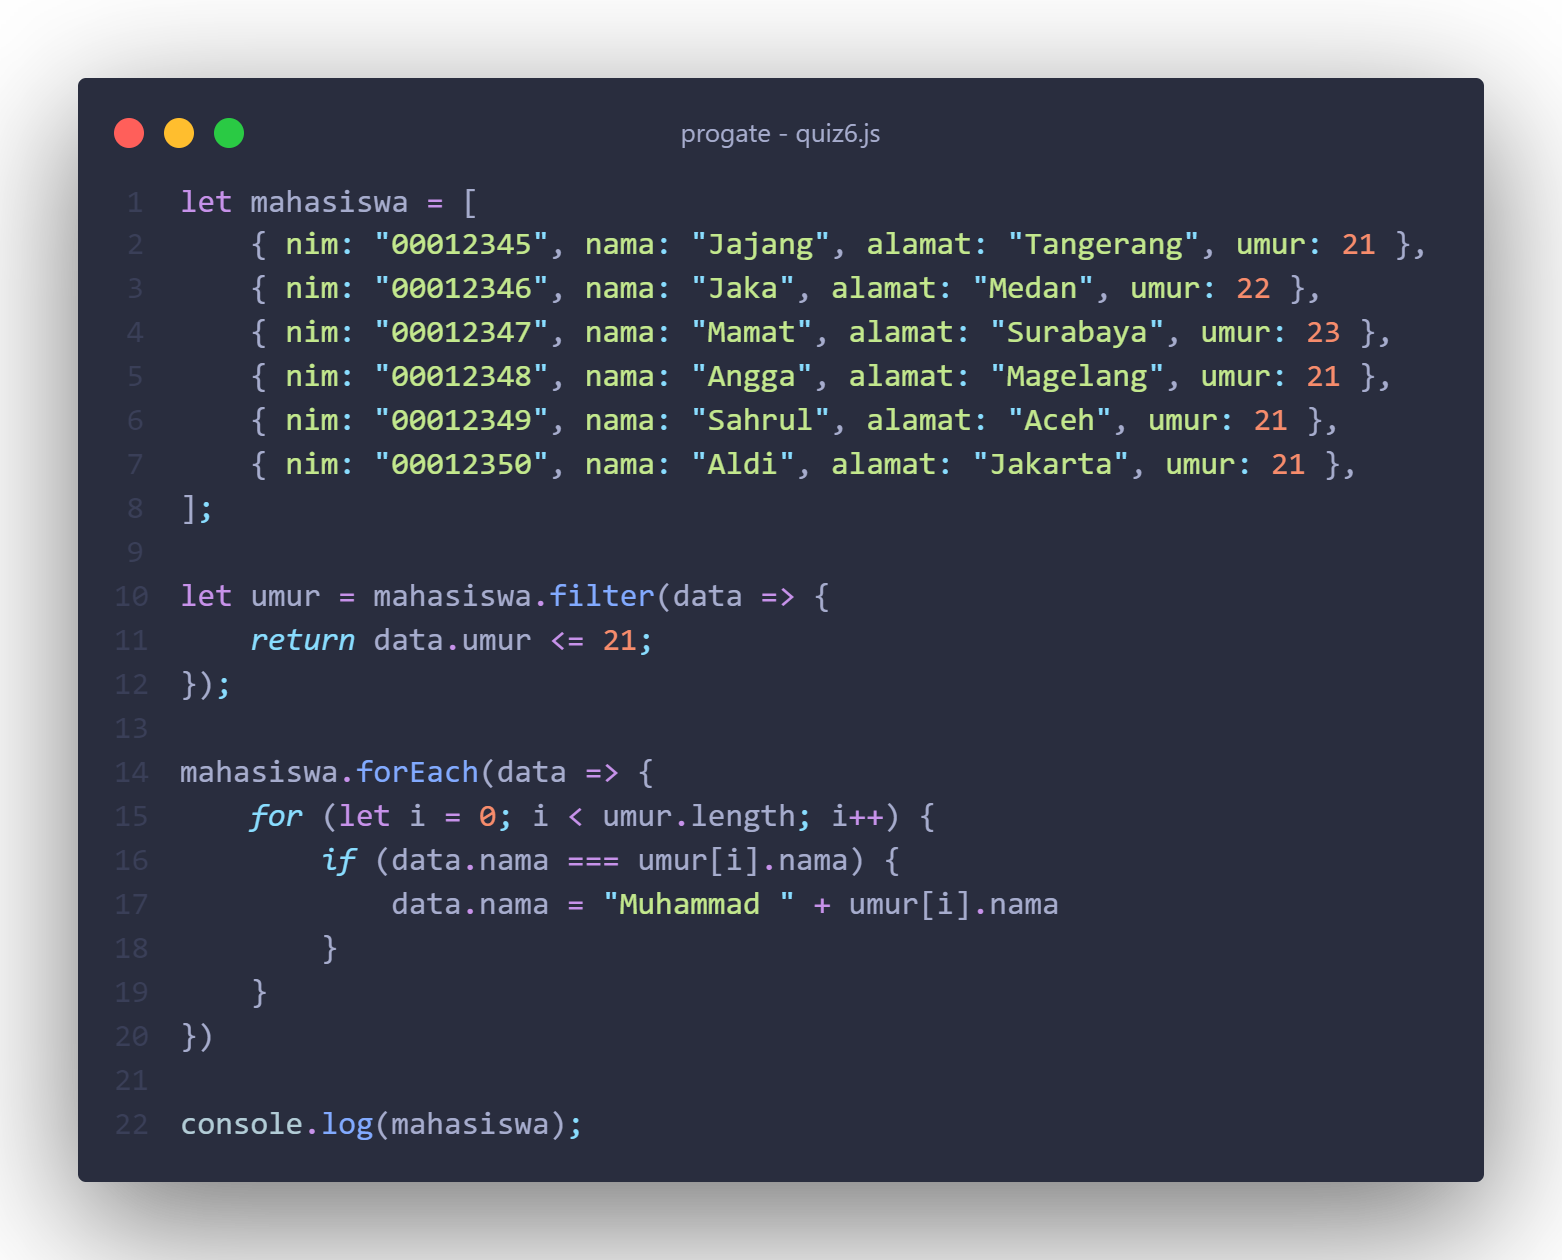 progate - quiz6.js
1 let mahasiswa = [
2     { nim: "00012345", nama: "Jajang", alamat: "Tangerang", umur: 21 },
3     { nim: "00012346", nama: "Jaka", alamat: "Medan", umur: 22 },
4     { nim: "00012347", nama: "Mamat", alamat: "Surabaya", umur: 23 },
5     { nim: "00012348", nama: "Angga", alamat: "Magelang", umur: 21 },
6     { nim: "00012349", nama: "Sahrul", alamat: "Aceh", umur: 21 },
7     { nim: "00012350", nama: "Aldi", alamat: "Jakarta", umur: 21 },
8 ];
9
10 let umur = mahasiswa.filter(data => {
11     return data.umur <= 21;
12 });
13
14 mahasiswa.forEach(data => {
15     for (let i = 0; i < umur.length; i++) {
16         if (data.nama === umur[i].nama) {
17             data.nama = "Muhammad " + umur[i].nama
18         }
19     }
20 })
21
22 console.log(mahasiswa);